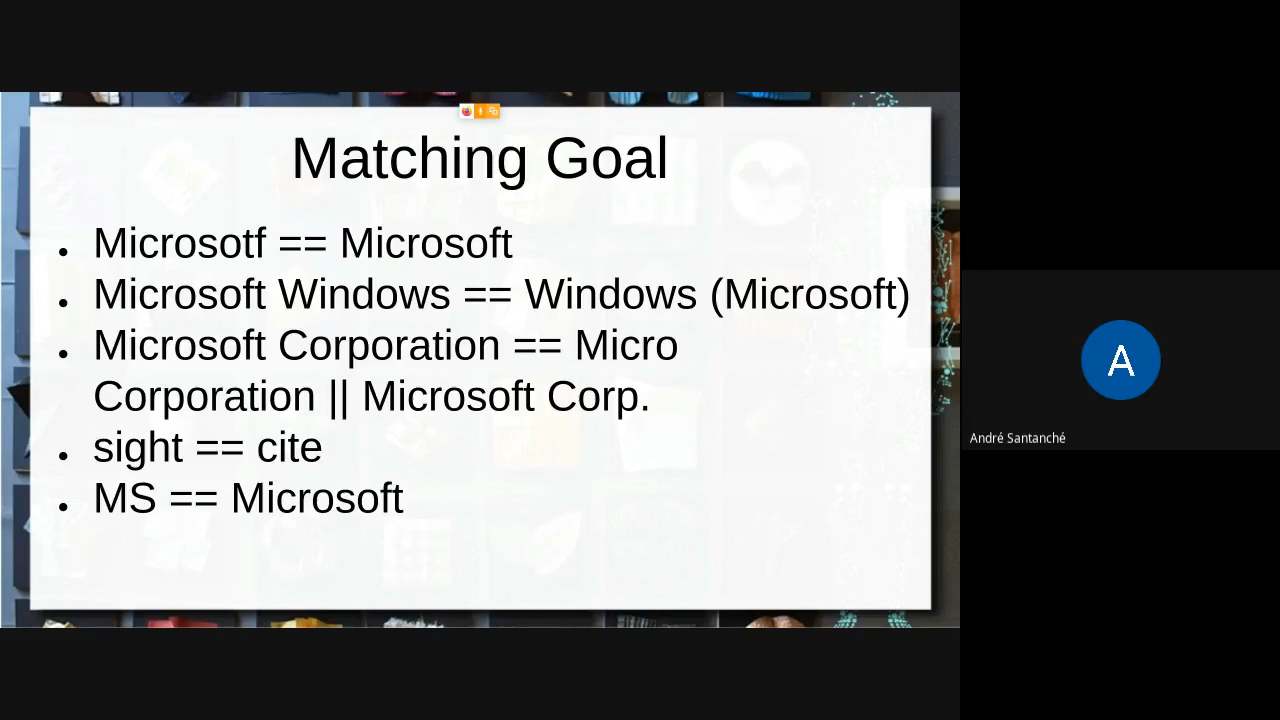 Matching Goal
• Microsotf == Microsoft
• Microsoft Windows == Windows (Microsoft)
• Microsoft Corporation == Micro
Corporation || Microsoft Corp.
• sight == cite
• MS == Microsoft
A
André Santanché